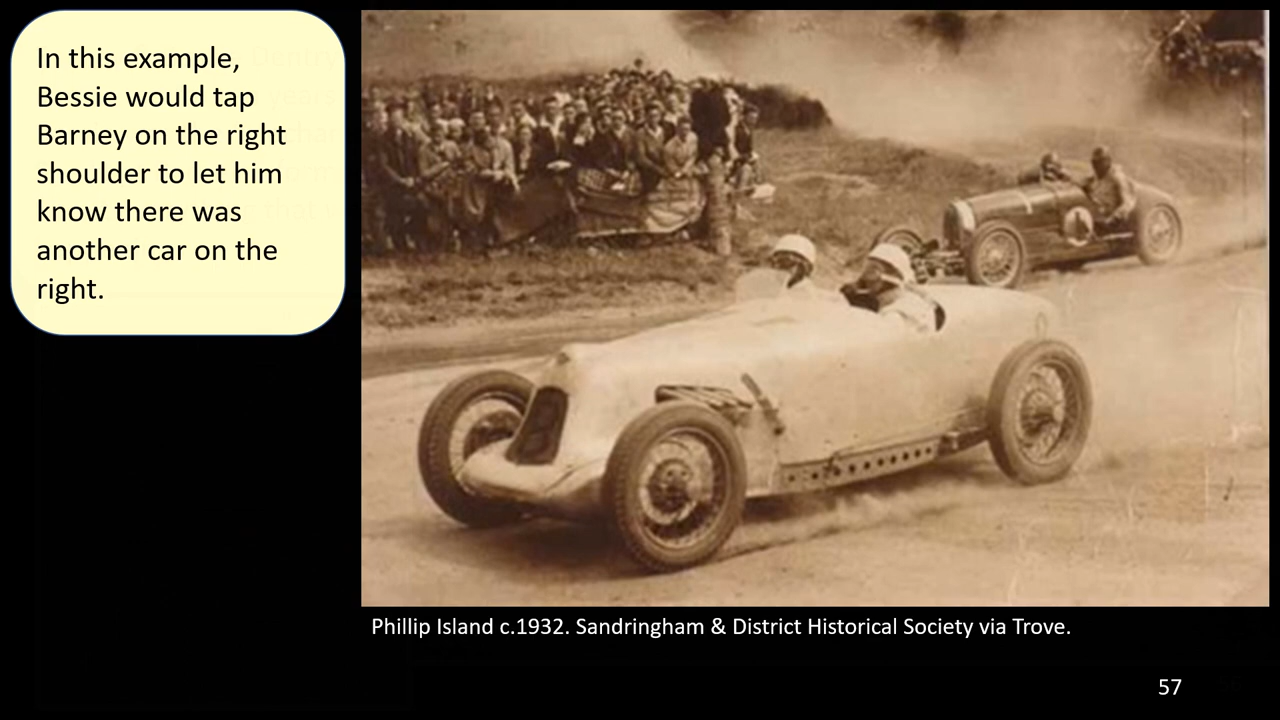 In this example,
Bessie would tap
Barney on the right
shoulder to let him
know there was
another car on the
right.
Phillip Island c.1932. Sandringham & District Historical Society via Trove.
57